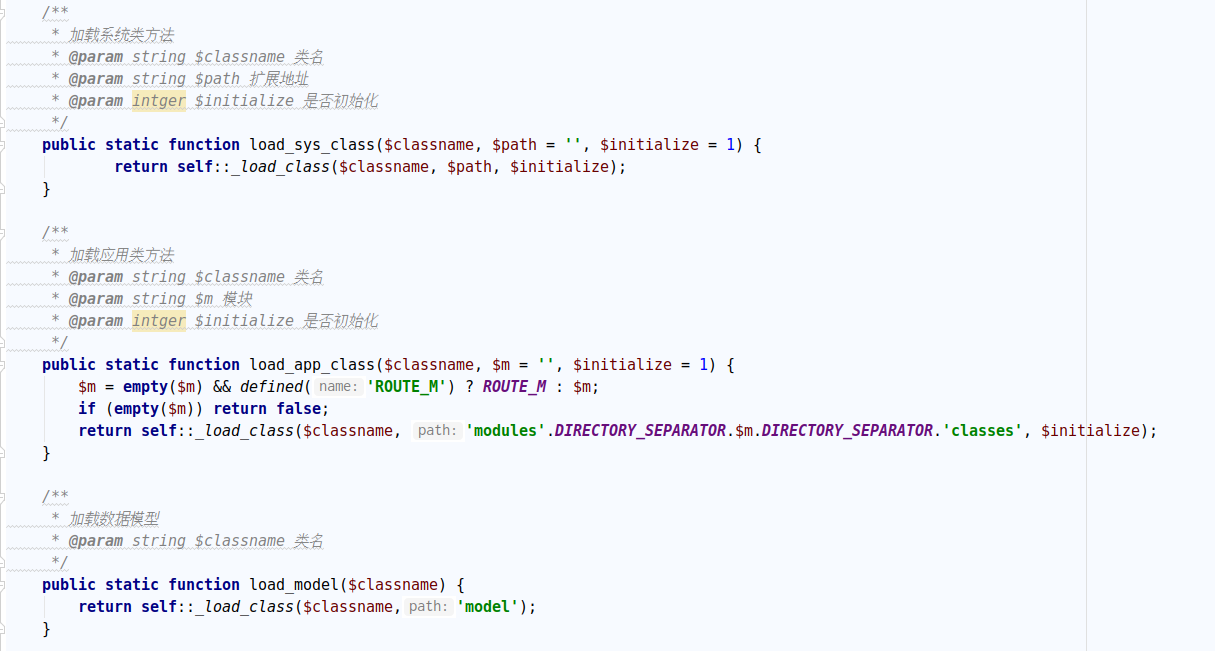 /**
 * 加载系统类方法
 * @param string $classname 类名
 * @param string $path 扩展地址
 * @param intger $initialize 是否初始化
 */
public static function load_sys_class($classname, $path = '', $initialize = 1) {
        return self::_load_class($classname, $path, $initialize);
}
/**
 * 加载应用类方法
 * @param string $classname 类名
 * @param string $m 模块
 * @param intger $initialize 是否初始化
 */
public static function load_app_class($classname, $m = '', $initialize = 1) {
    $m = empty($m) && defined( name: 'ROUTE_M') ? ROUTE_M : $m;
    if (empty($m)) return false;
    return self::_load_class($classname, path: 'modules'.DIRECTORY_SEPARATOR.$m.DIRECTORY_SEPARATOR.'classes', $initialize);
}
/**
 * 加载数据模型
 * @param string $classname 类名
 */
public static function load_model($classname) {
    return self::_load_class($classname, path: 'model');
}